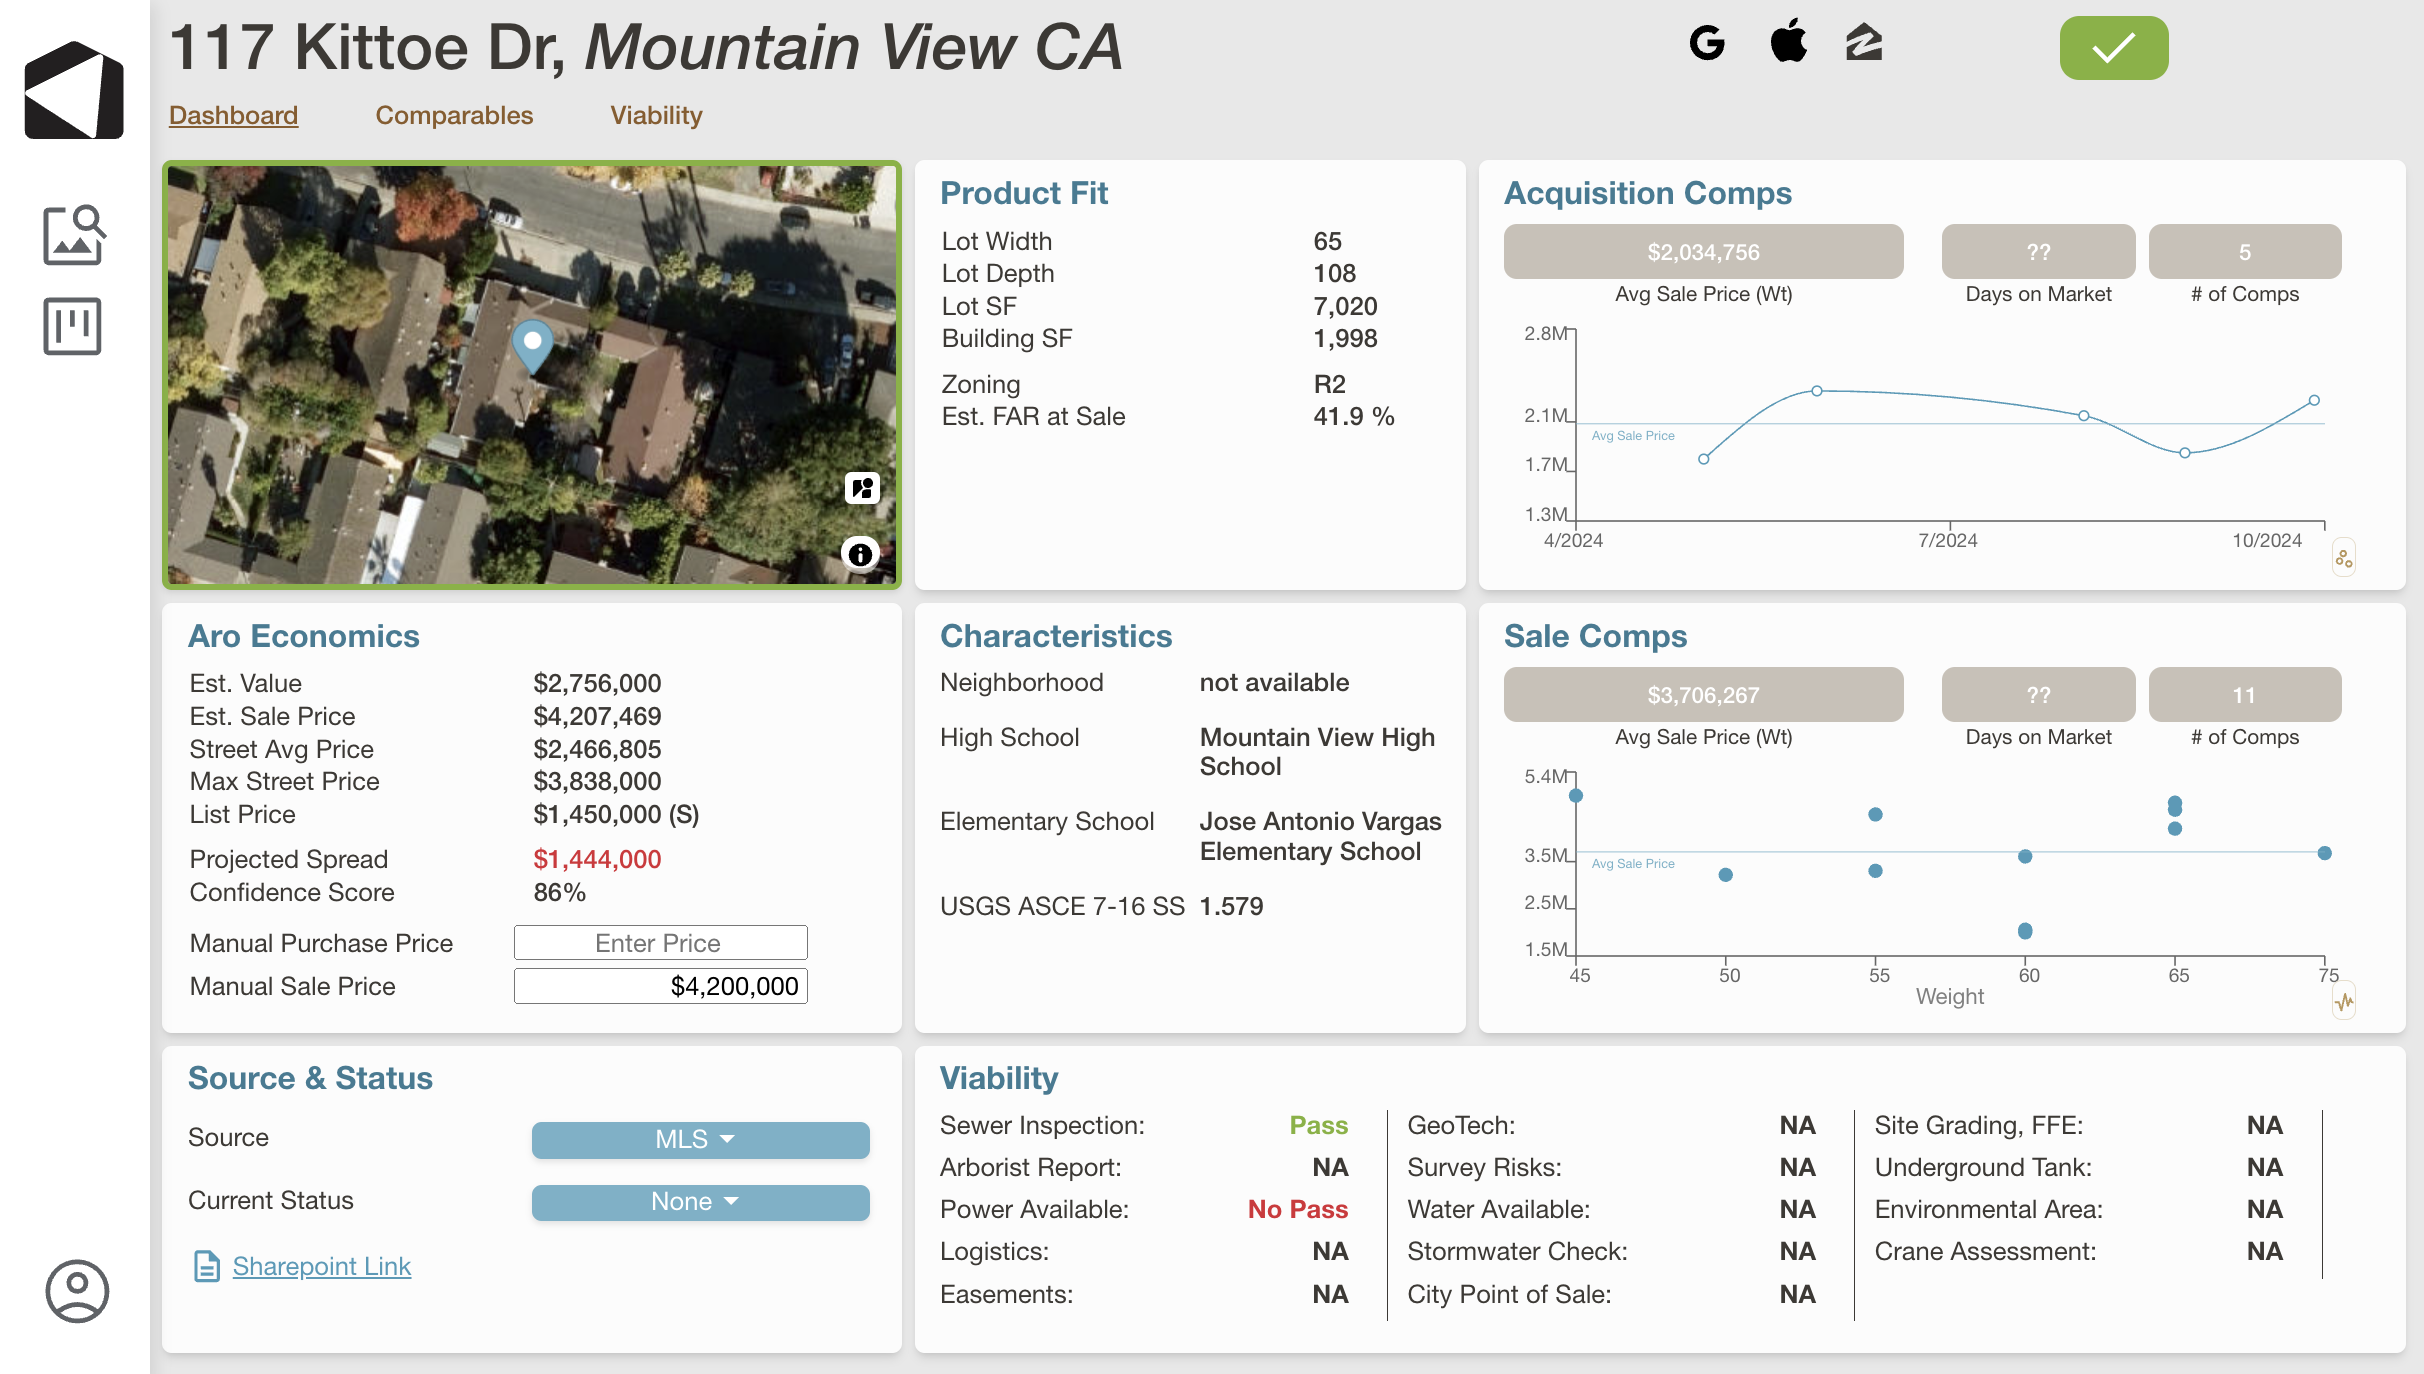 117 Kittoe Dr, Mountain View CA
Dashboard
Comparables
Viability
Product Fit
Lot Width 65
Lot Depth 108
Lot SF 7,020
Building SF 1,998
Zoning R2
Est. FAR at Sale 41.9 %
Acquisition Comps
$2,034,756 ?? 5
Avg Sale Price (Wt) Days on Market # of Comps
2.8M
2.1M
Avg Sale Price
1.7M
1.3M
4/2024 7/2024 10/2024
Aro Economics
Est. Value $2,756,000
Est. Sale Price $4,207,469
Street Avg Price $2,466,805
Max Street Price $3,838,000
List Price $1,450,000 (S)
Projected Spread $1,444,000
Confidence Score 86%
Manual Purchase Price Enter Price
Manual Sale Price $4,200,000
Characteristics
Neighborhood not available
High School Mountain View High
School
Elementary School Jose Antonio Vargas
Elementary School
USGS ASCE 7-16 SS 1.579
Sale Comps
$3,706,267 ?? 11
Avg Sale Price (Wt) Days on Market # of Comps
5.4M
3.5M
Avg Sale Price
2.5M
1.5M
45 50 55 60 65 75
Weight
Source & Status
Source MLS
Current Status None
Sharepoint Link
Viability
Sewer Inspection: Pass
Arborist Report: NA
Power Available: No Pass
Logistics: NA
Easements: NA
GeoTech: NA
Survey Risks: NA
Water Available: NA
Stormwater Check: NA
City Point of Sale: NA
Site Grading, FFE: NA
Underground Tank: NA
Environmental Area: NA
Crane Assessment: NA